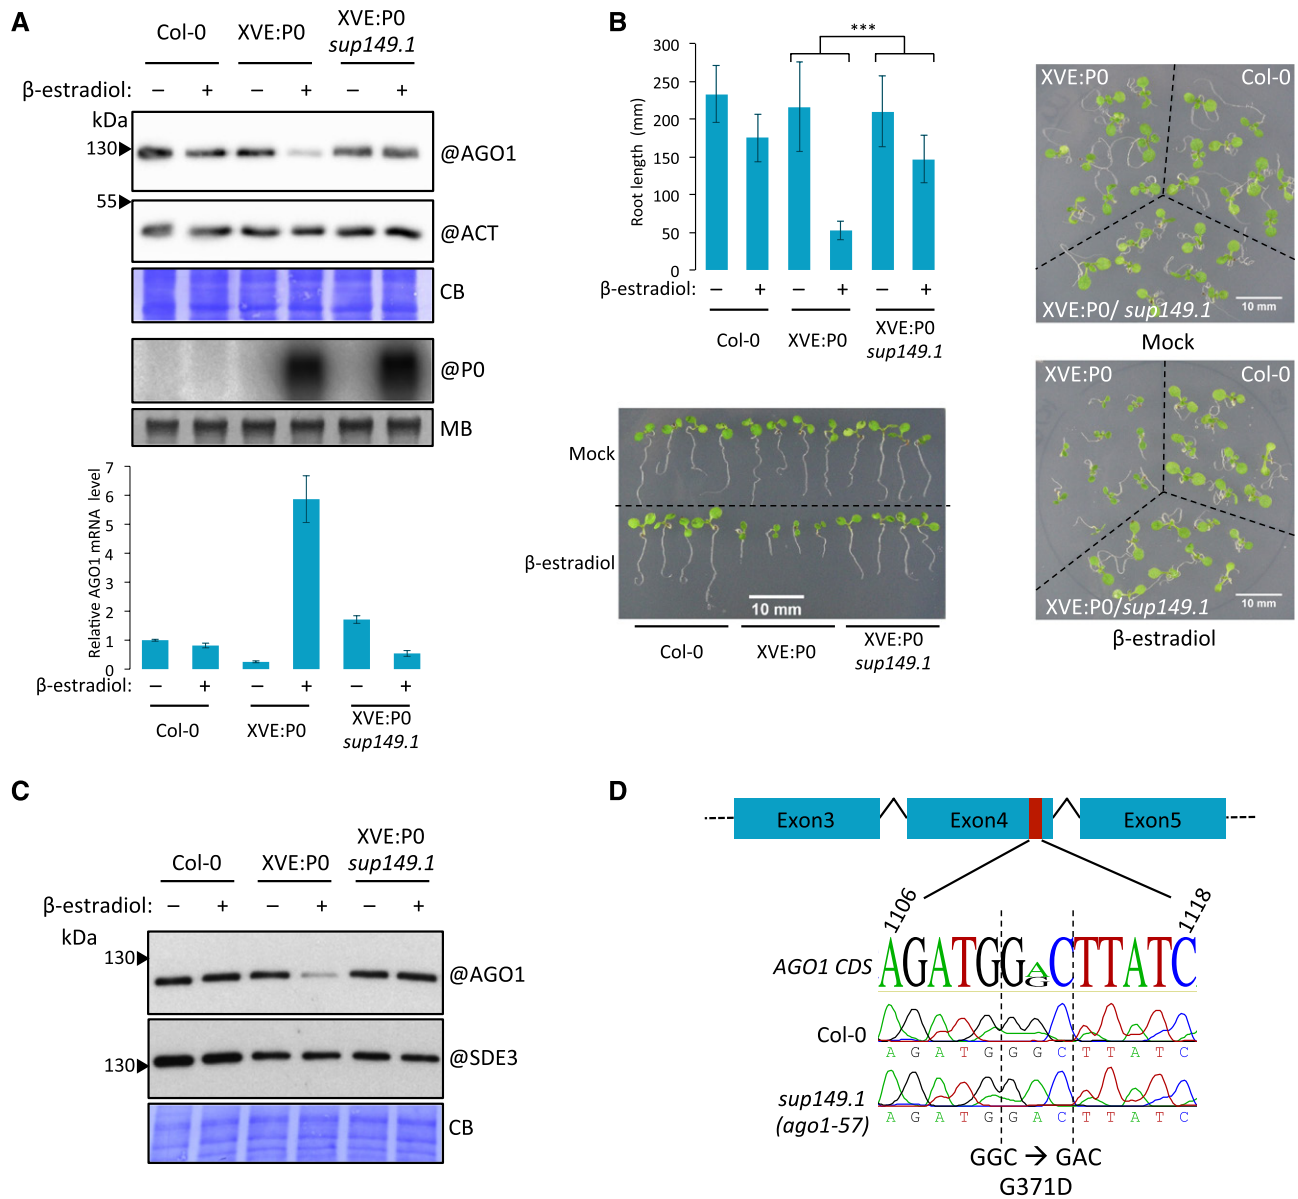 A
Col-0 XVE:P0 XVE:P0
sup149.1
β-estradiol: – + – + – +
kDa
130 @AGO1
55
@ACT
CB
@P0
MB
Relative AGO1 mRNA level
7
6
5
4
3
2
1
0
β-estradiol: – + – + – +
Col-0 XVE:P0 XVE:P0
sup149.1
B
***
Root length (mm)
300
250
200
150
100
50
0
β-estradiol: – + – + – +
Col-0 XVE:P0 XVE:P0
sup149.1
Mock
β-estradiol
10 mm
Col-0 XVE:P0 XVE:P0
sup149.1
XVE:P0 Col-0
XVE:P0/ sup149.1
10 mm
Mock
XVE:P0 Col-0
XVE:P0/sup149.1
10 mm
β-estradiol
C
Col-0 XVE:P0 XVE:P0
sup149.1
β-estradiol: – + – + – +
kDa
130 @AGO1
130 @SDE3
CB
D
Exon3 Exon4 Exon5
1106 1118
AGO1 CDS AGATGGACTTATC
G
Col-0
A G A T G G G C T T A T C
sup149.1
(ago1-57)
A G A T G G A C T T A T C
GGC → GAC
G371D